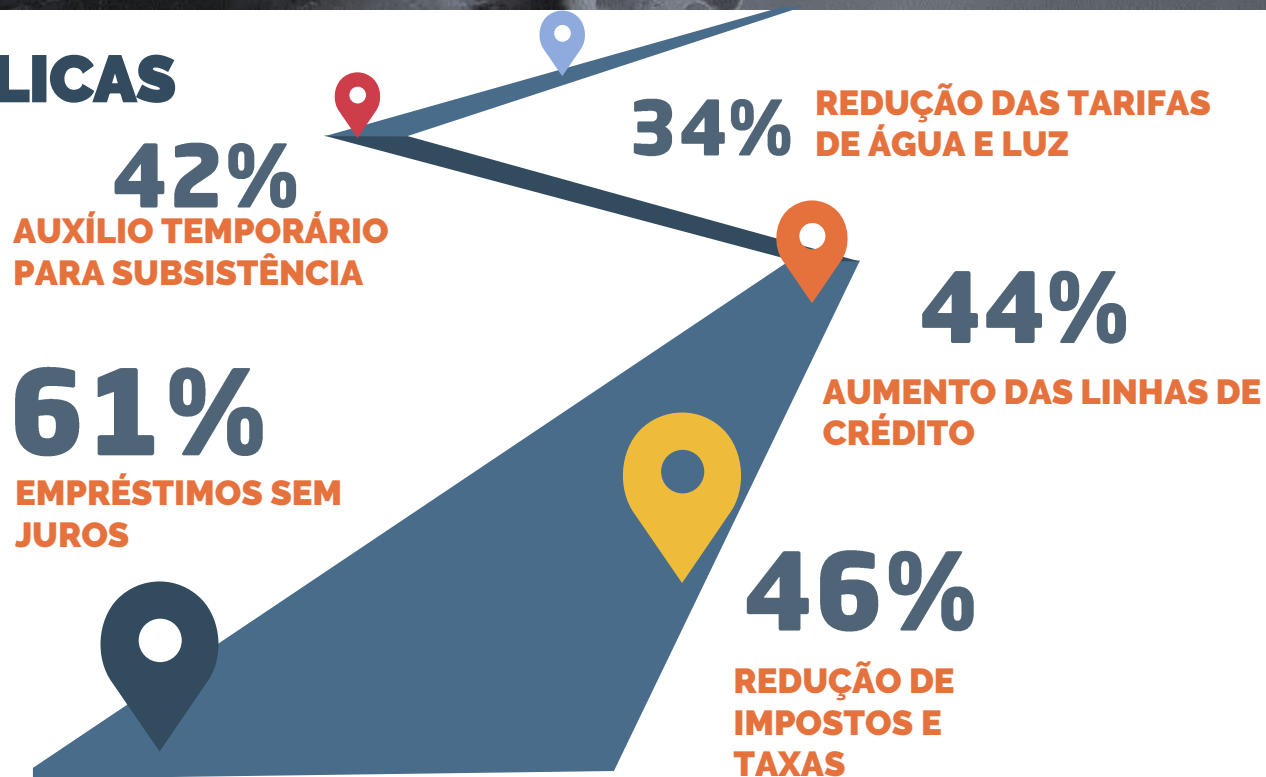 LICAS
42%
AUXÍLIO TEMPORÁRIO
PARA SUBSISTÊNCIA
34%
REDUÇÃO DAS TARIFAS
DE ÁGUA E LUZ
44%
AUMENTO DAS LINHAS DE
CRÉDITO
61%
EMPRÉSTIMOS SEM
JUROS
46%
REDUÇÃO DE
IMPOSTOS E
TAXAS